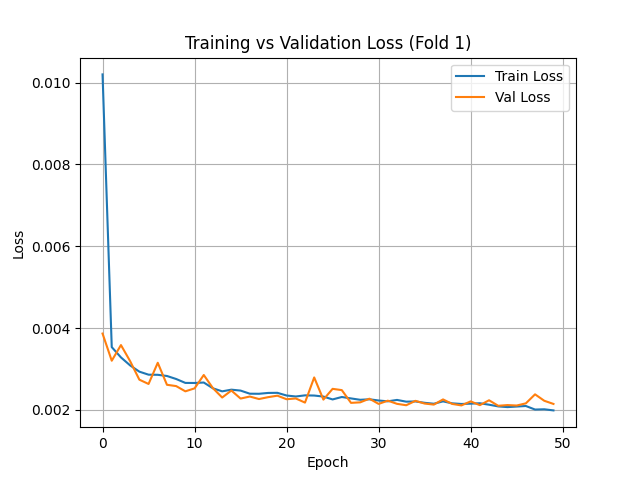 Training vs Validation Loss (Fold 1)
Train Loss
Val Loss
0.010
0.008
0.006
0.004
0.002
Loss
0 10 20 30 40 50
Epoch